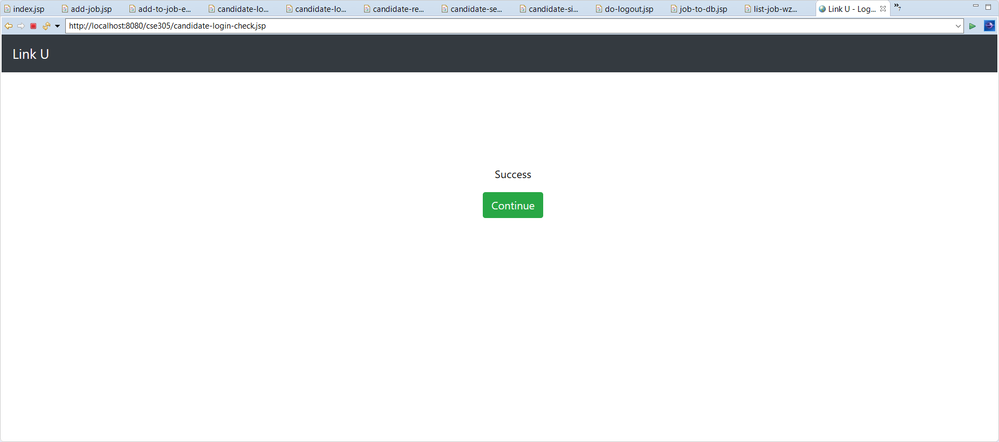 index.jsp add-job.jsp add-to-job-e... candidate-lo... candidate-lo... candidate-re... candidate-se... candidate-si... do-logout.jsp job-to-db.jsp list-job-wz... Link U - Log... »7
http://localhost:8080/cse305/candidate-login-check.jsp
Link U
Success
Continue